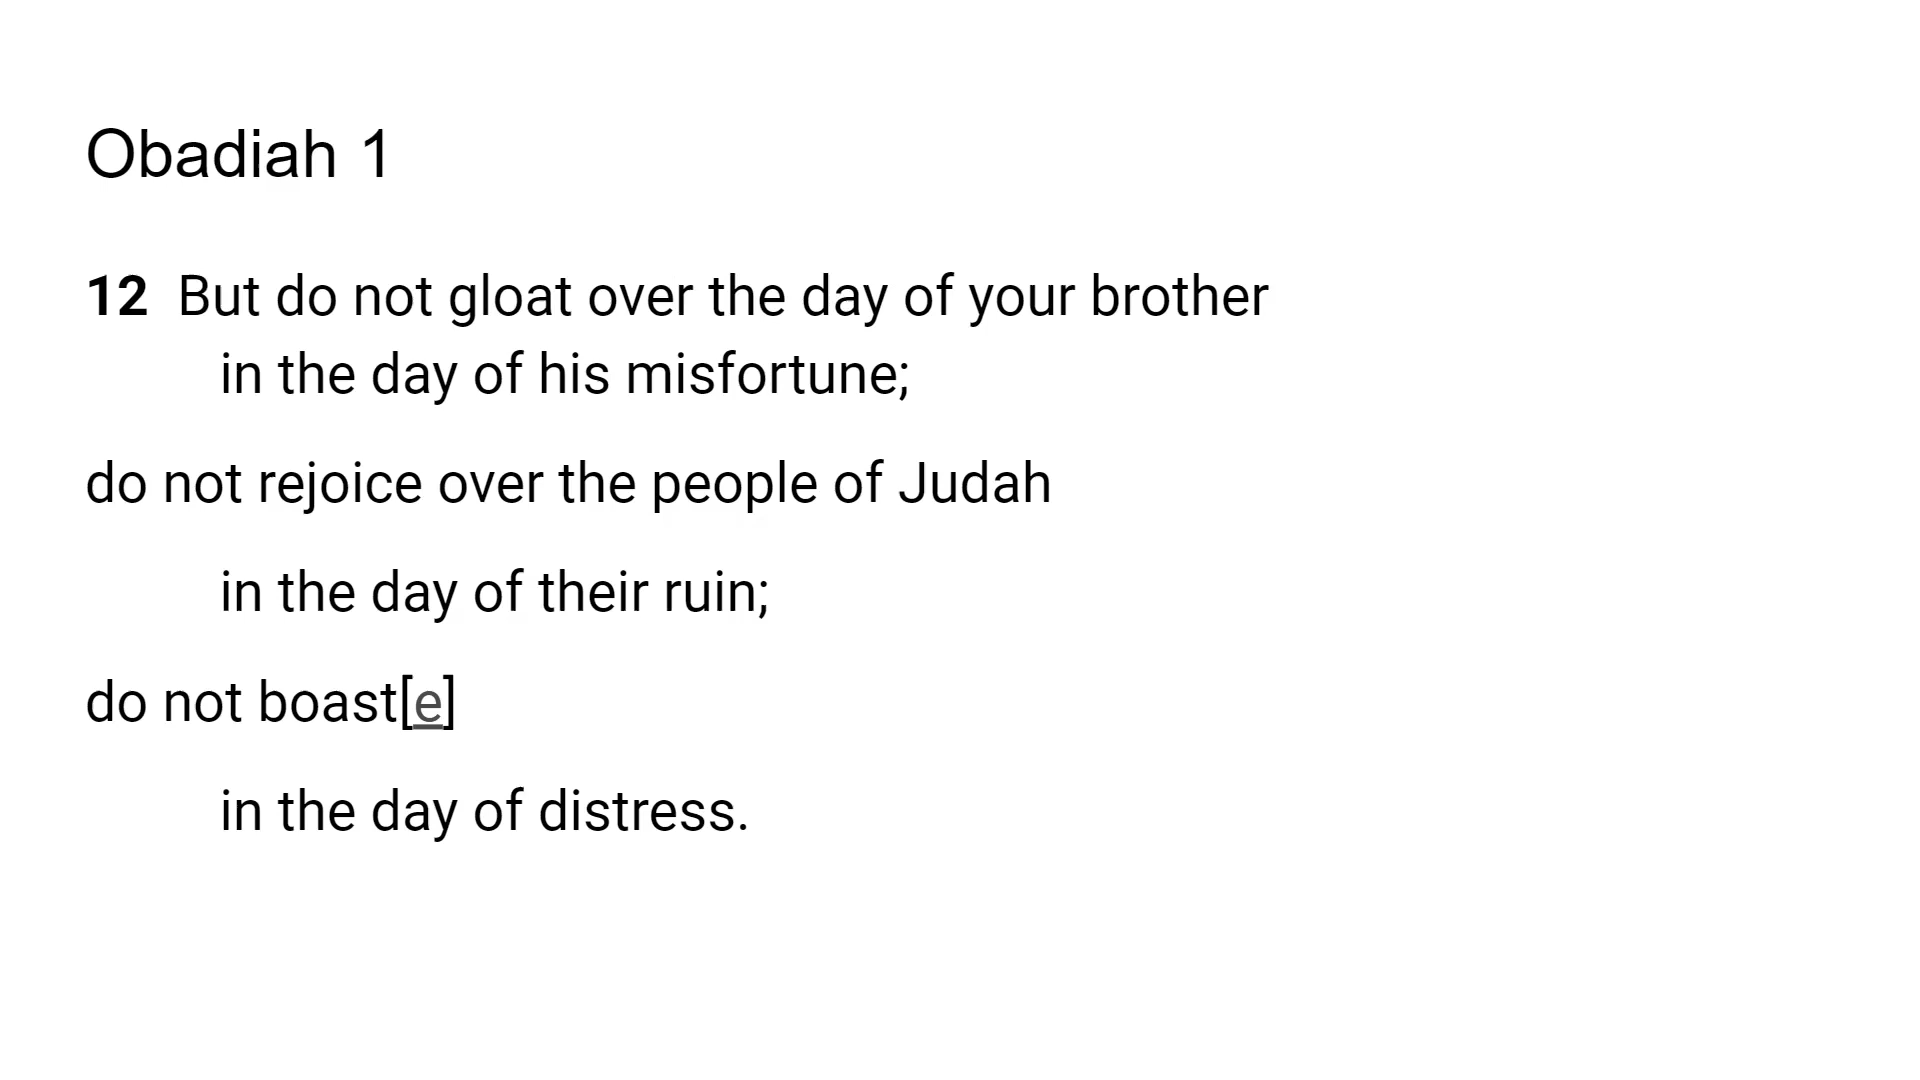 Obadiah 1
12 But do not gloat over the day of your brother
in the day of his misfortune;
do not rejoice over the people of Judah
in the day of their ruin;
do not boast[e]
in the day of distress.